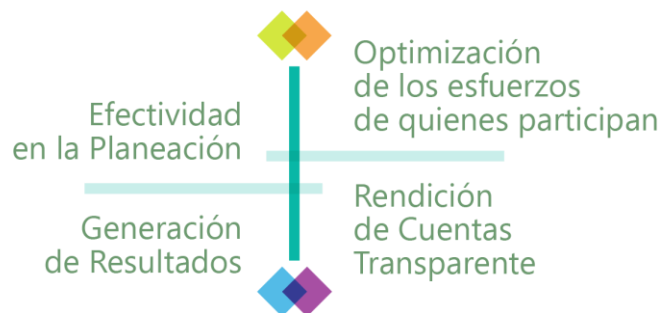 Efectividad
en la Planeación
Optimización
de los esfuerzos
de quienes participan
Generación
de Resultados
Rendición
de Cuentas
Transparente